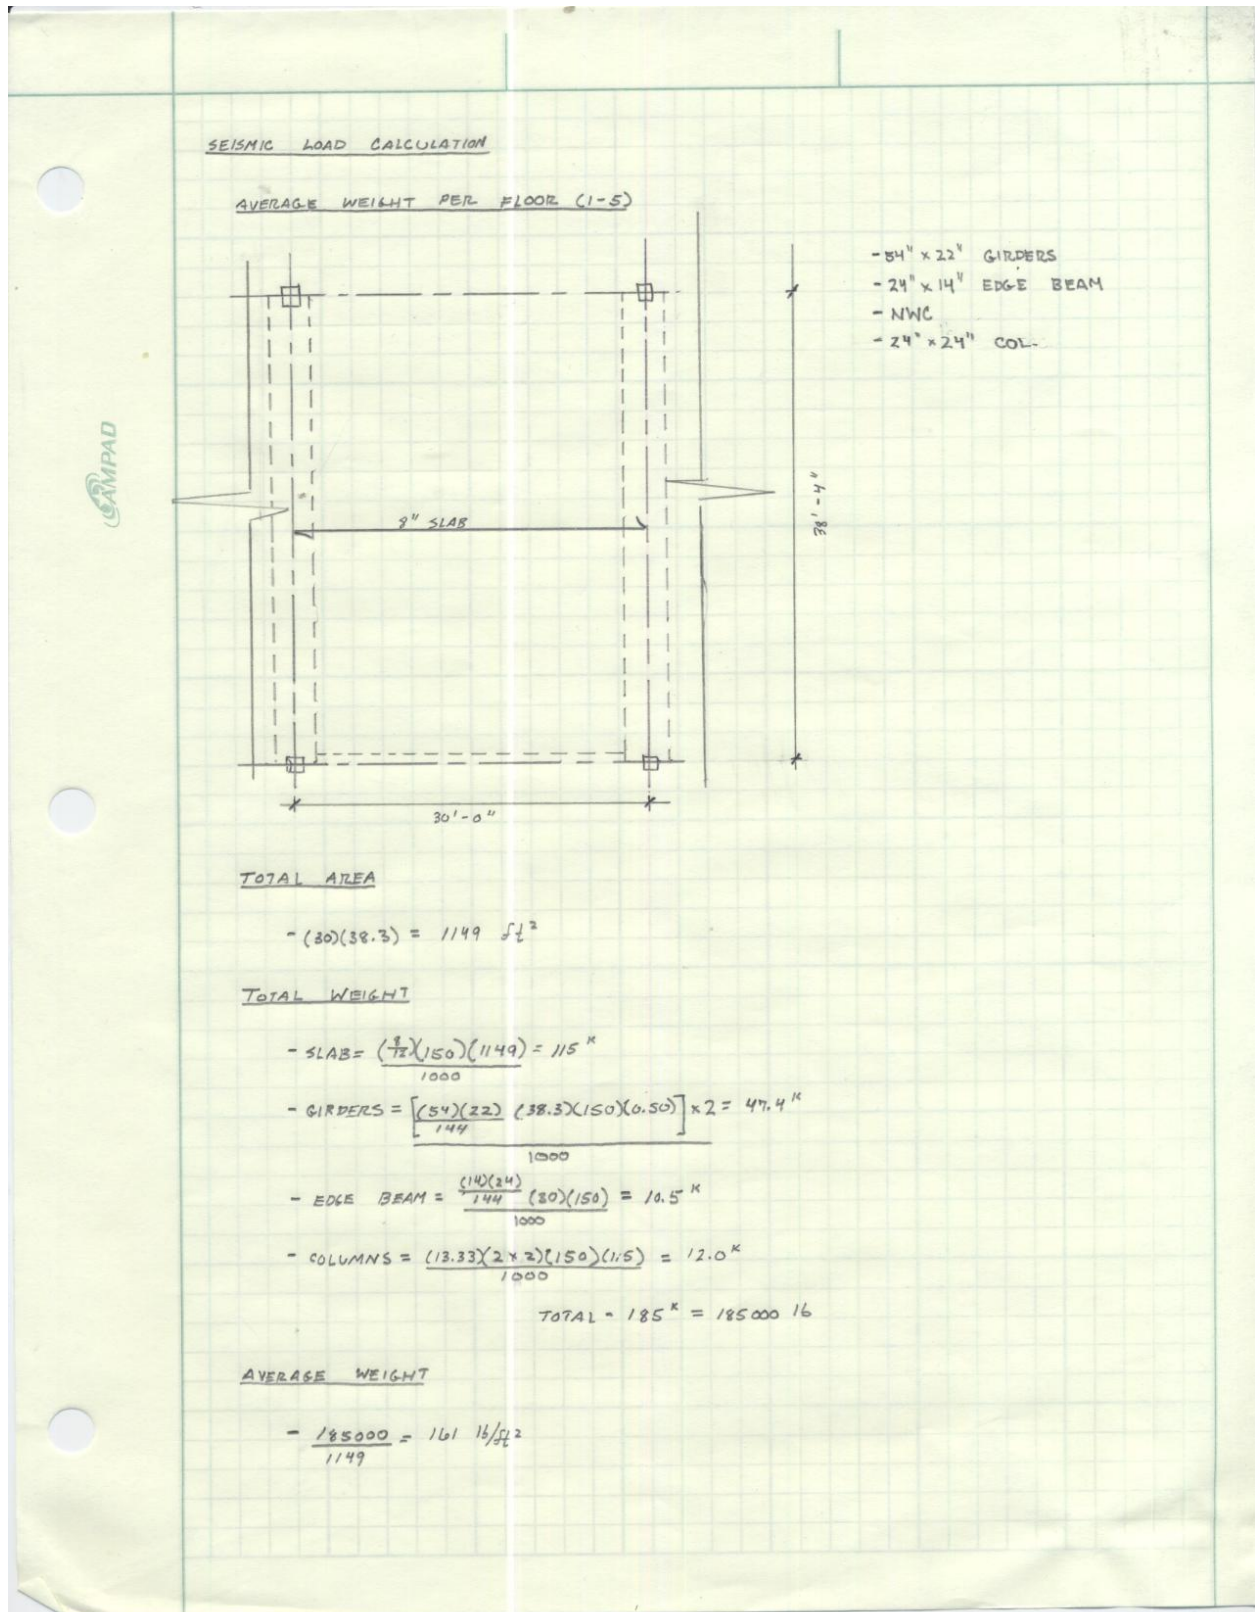 SEISMIC LOAD CALCULATION
AVERAGE WEIGHT PER FLOOR (1-5)
- 54" x 22" GIRDERS
- 24" x 14" EDGE BEAM
- NWC
- 24" x 24" COL.
AMPAD
8" SLAB
38'-4"
30'-0"
TOTAL AREA
- (30)(38.3) = 1149 ft²
TOTAL WEIGHT
- SLAB = (8/12)(150)(1149) / 1000 = 115 K
- GIRDERS = [(54)(22)/144 (38.3)(150)(0.50)] x 2 / 1000 = 47.4 K
- EDGE BEAM = (14)(24)/144 (30)(150) / 1000 = 10.5 K
- COLUMNS = (13.33)(2 x 2)(150)(1.5) / 1000 = 12.0 K
TOTAL - 185 K = 185000 lb
AVERAGE WEIGHT
- 185000 / 1149 = 161 lb/ft²